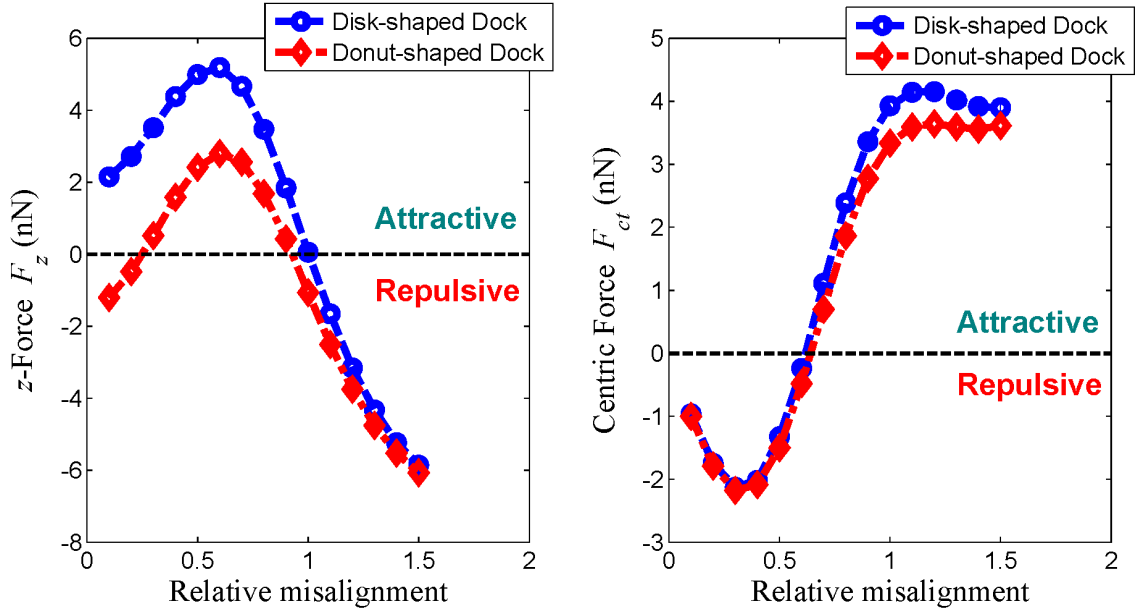 Disk-shaped Dock
Donut-shaped Dock
6
4
2
0
-2
-4
-6
-8
z-Force F_z (nN)
Attractive
Repulsive
0
0.5
1
1.5
2
Relative misalignment
Disk-shaped Dock
Donut-shaped Dock
5
4
3
2
1
0
-1
-2
-3
Centric Force F_ct (nN)
Attractive
Repulsive
0
0.5
1
1.5
2
Relative misalignment